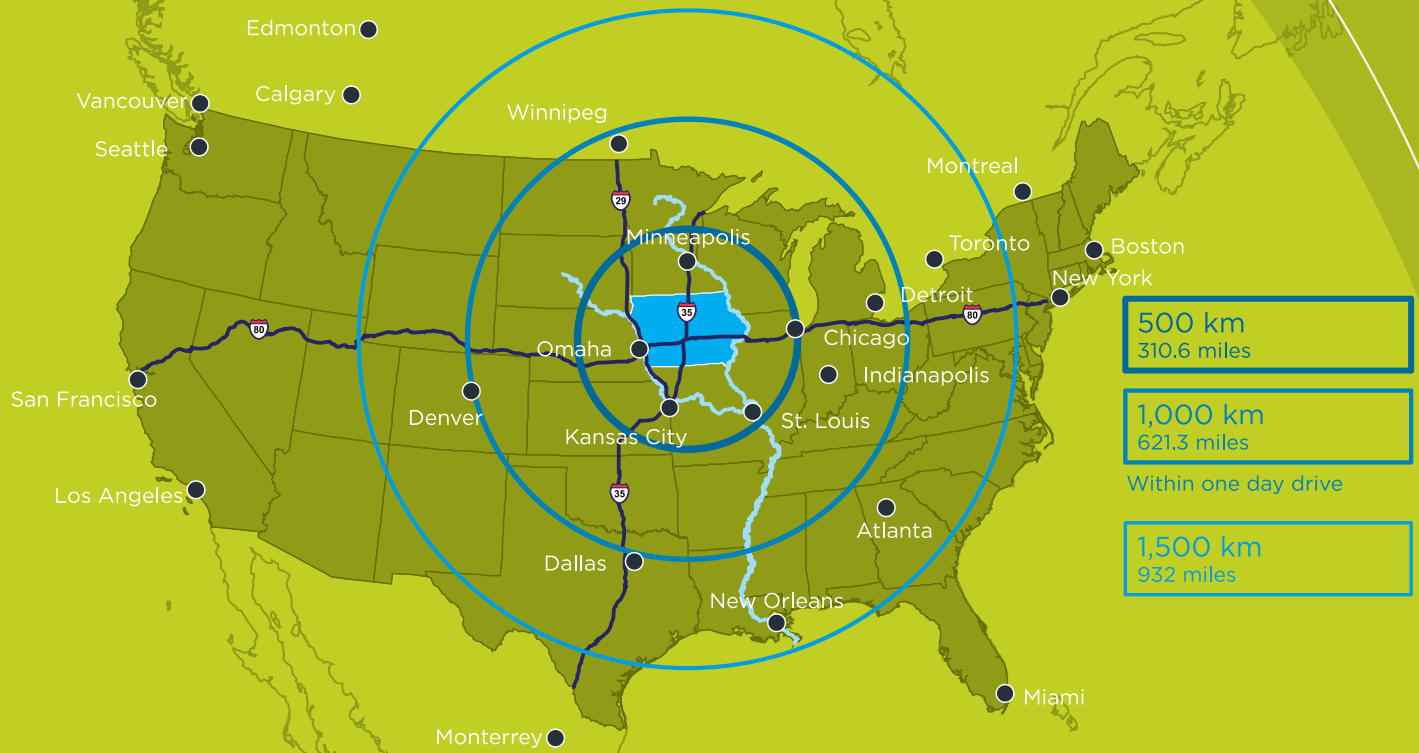 Edmonton
Calgary
Vancouver
Winnipeg
Seattle
Montreal
29
Minneapolis
Toronto
Boston
New York
Detroit
35
80
80
Chicago
Omaha
Indianapolis
San Francisco
Denver
St. Louis
Kansas City
Los Angeles
35
Atlanta
Dallas
New Orleans
Miami
Monterrey
500 km
310.6 miles
1,000 km
621.3 miles
Within one day drive
1,500 km
932 miles